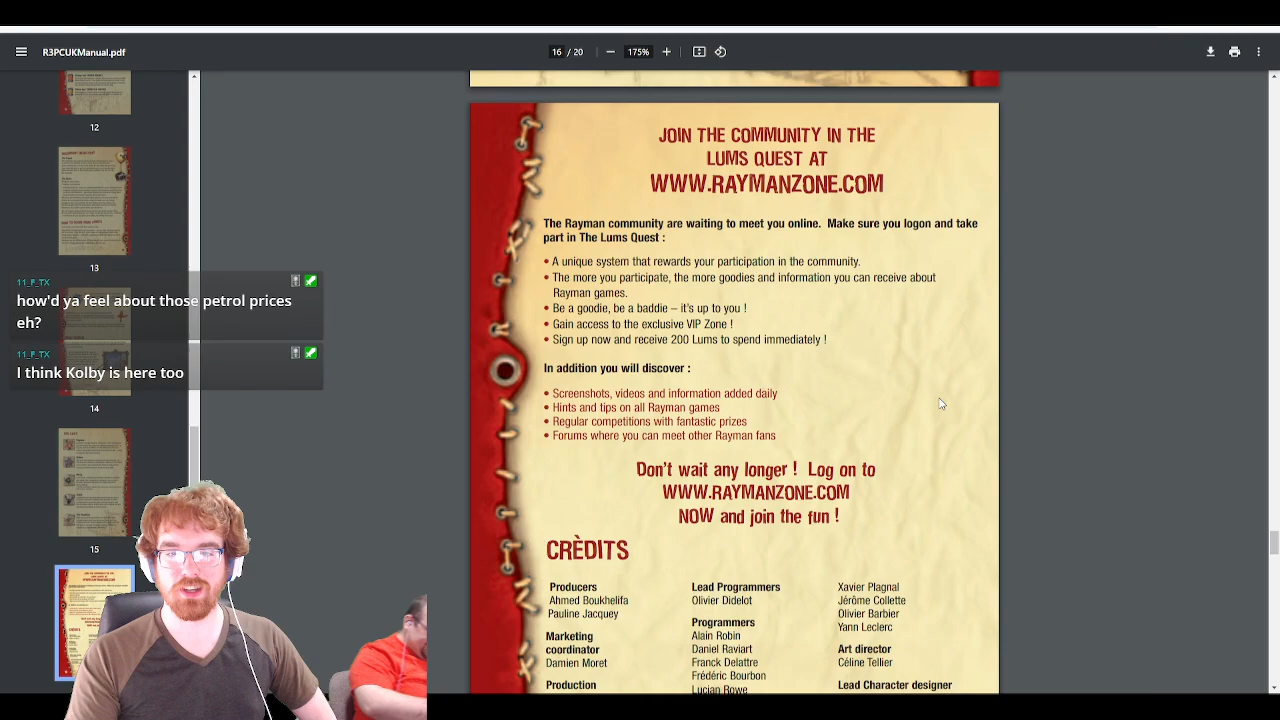 R3PCUKManual.pdf
16 / 20
175%
12
13
14
15
11_F_TX
how'd ya feel about those petrol prices
eh?
11_F_TX
I think Kolby is here too
JOIN THE COMMUNITY IN THE
LUMS QUEST AT
WWW.RAYMANZONE.COM
The Rayman community are waiting to meet you online. Make sure you logon and take
part in The Lums Quest :
• A unique system that rewards your participation in the community.
• The more you participate, the more goodies and information you can receive about
Rayman games.
• Be a goodie, be a baddie – it's up to you !
• Gain access to the exclusive VIP Zone !
• Sign up now and receive 200 Lums to spend immediately !
In addition you will discover :
• Screenshots, videos and information added daily
• Hints and tips on all Rayman games
• Regular competitions with fantastic prizes
• Forums where you can meet other Rayman fans
Don't wait any longer ! Log on to
WWW.RAYMANZONE.COM
NOW and join the fun !
CRÈDITS
Producers
Ahmed Boukhelifa
Pauline Jacquey
Marketing
coordinator
Damien Moret
Production
Lead Programmers
Olivier Didelot
Programmers
Alain Robin
Daniel Raviart
Franck Delattre
Frédéric Bourbon
Lucian Rowe
Xavier Plagnal
Jérôme Collette
Olivier Barbier
Yann Leclerc
Art director
Céline Tellier
Lead Character designer